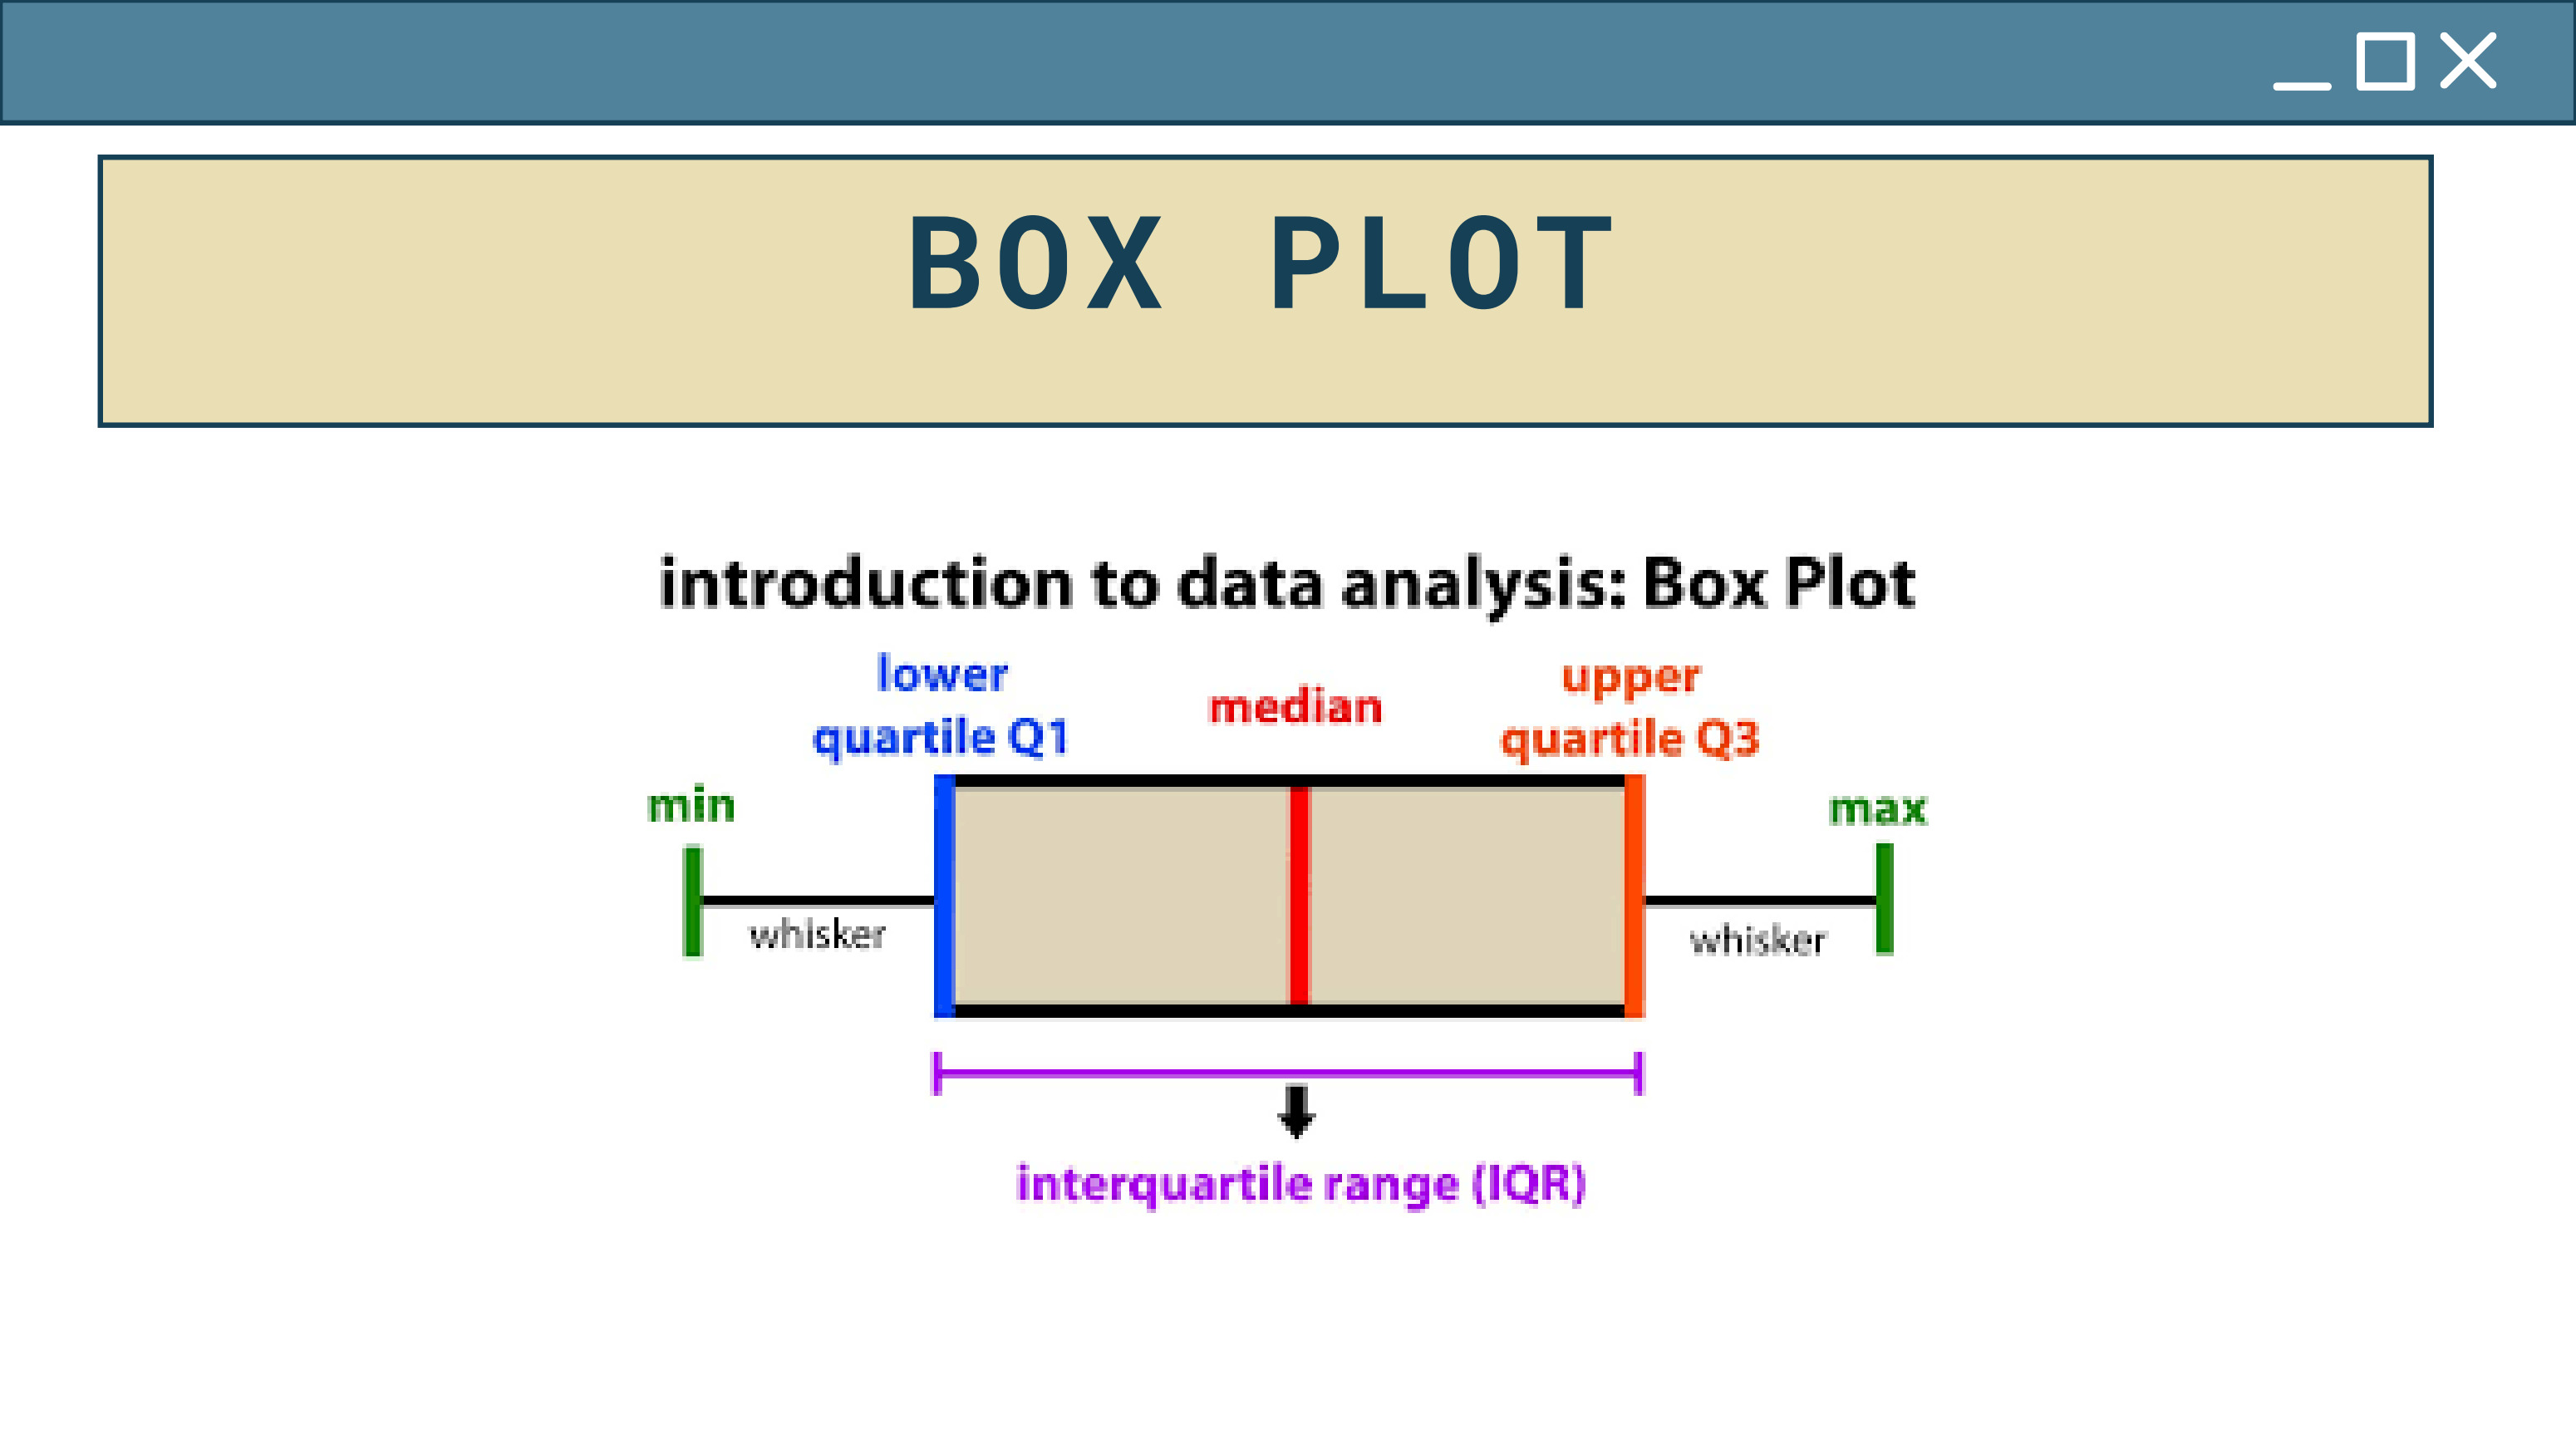 BOX PLOT
introduction to data analysis: Box Plot
lower
quartile Q1
median
upper
quartile Q3
min
max
whisker
whisker
interquartile range (IQR)